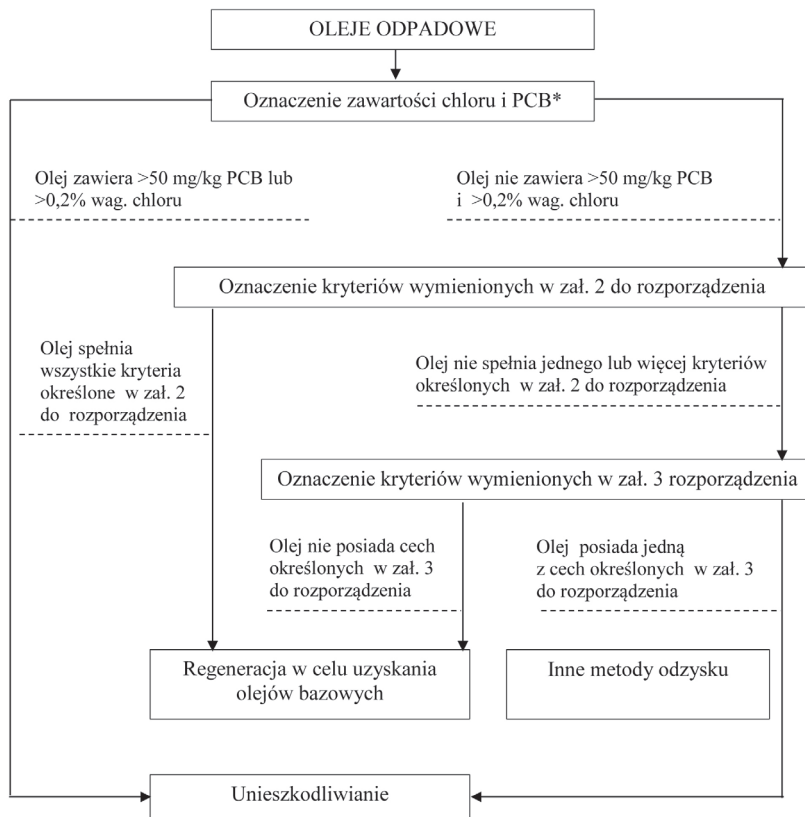 OLEJE ODPADOWE
Oznaczenie zawartości chloru i PCB*
Olej zawiera >50 mg/kg PCB lub
>0,2% wag. chloru
Olej nie zawiera >50 mg/kg PCB
i >0,2% wag. chloru
Oznaczenie kryteriów wymienionych w zał. 2 do rozporządzenia
Olej spełnia
wszystkie kryteria
określone w zał. 2
do rozporządzenia
Olej nie spełnia jednego lub więcej kryteriów
określonych w zał. 2 do rozporządzenia
Oznaczenie kryteriów wymienionych w zał. 3 rozporządzenia
Olej nie posiada cech
określonych w zał. 3
do rozporządzenia
Olej posiada jedną
z cech określonych w zał. 3
do rozporządzenia
Regeneracja w celu uzyskania
olejów bazowych
Inne metody odzysku
Unieszkodliwianie